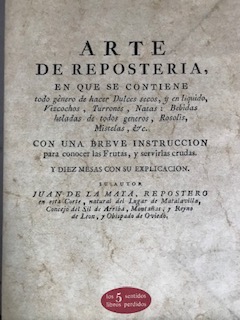 ARTE
DE REPOSTERIA,
EN QUE SE CONTIENE
todo género de hacer Dulces secos, y en líquido,
Vizcochos, Turrones, Natas: Bebidas
heladas de todos generos, Rosolis,
Mistelas, &c.
CON UNA BREVE INSTRUCCION
para conocer las Frutas, y servirlas crudas.
Y DIEZ MESAS CON SU EXPLICACION.
SU AUTOR
JUAN DE LA MATA, REPOSTERO
en esta Corte, natural del Lugar de Matalavilla,
Concejo del Sil de Arriba, Montañas, y Reyno
de Leon, y Obispado de Oviedo.
los 5 sentidos
libros perdidos